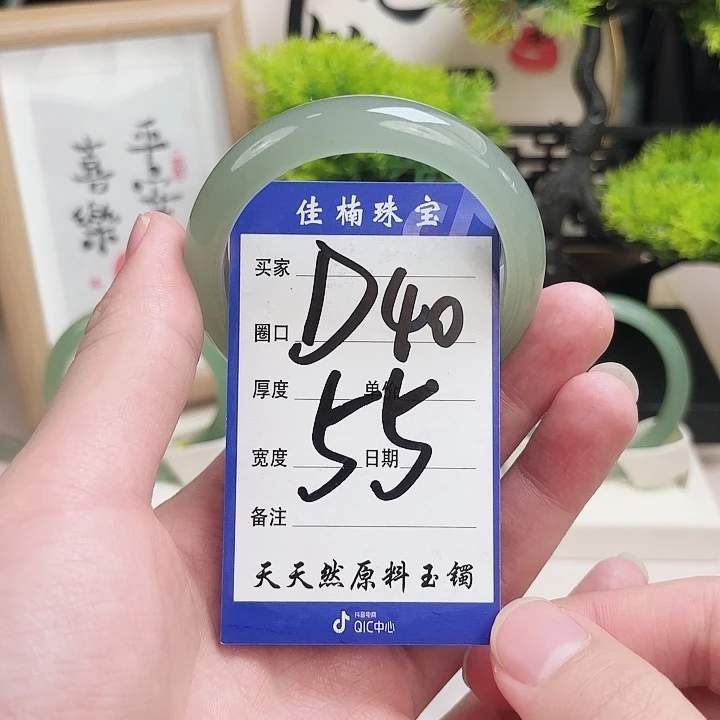 平安
喜樂
佳楠珠宝
买家
D40
圈口
厚度 单价
55
宽度 日期
备注
天天然原料玉镯
抖音电商
QIC中心